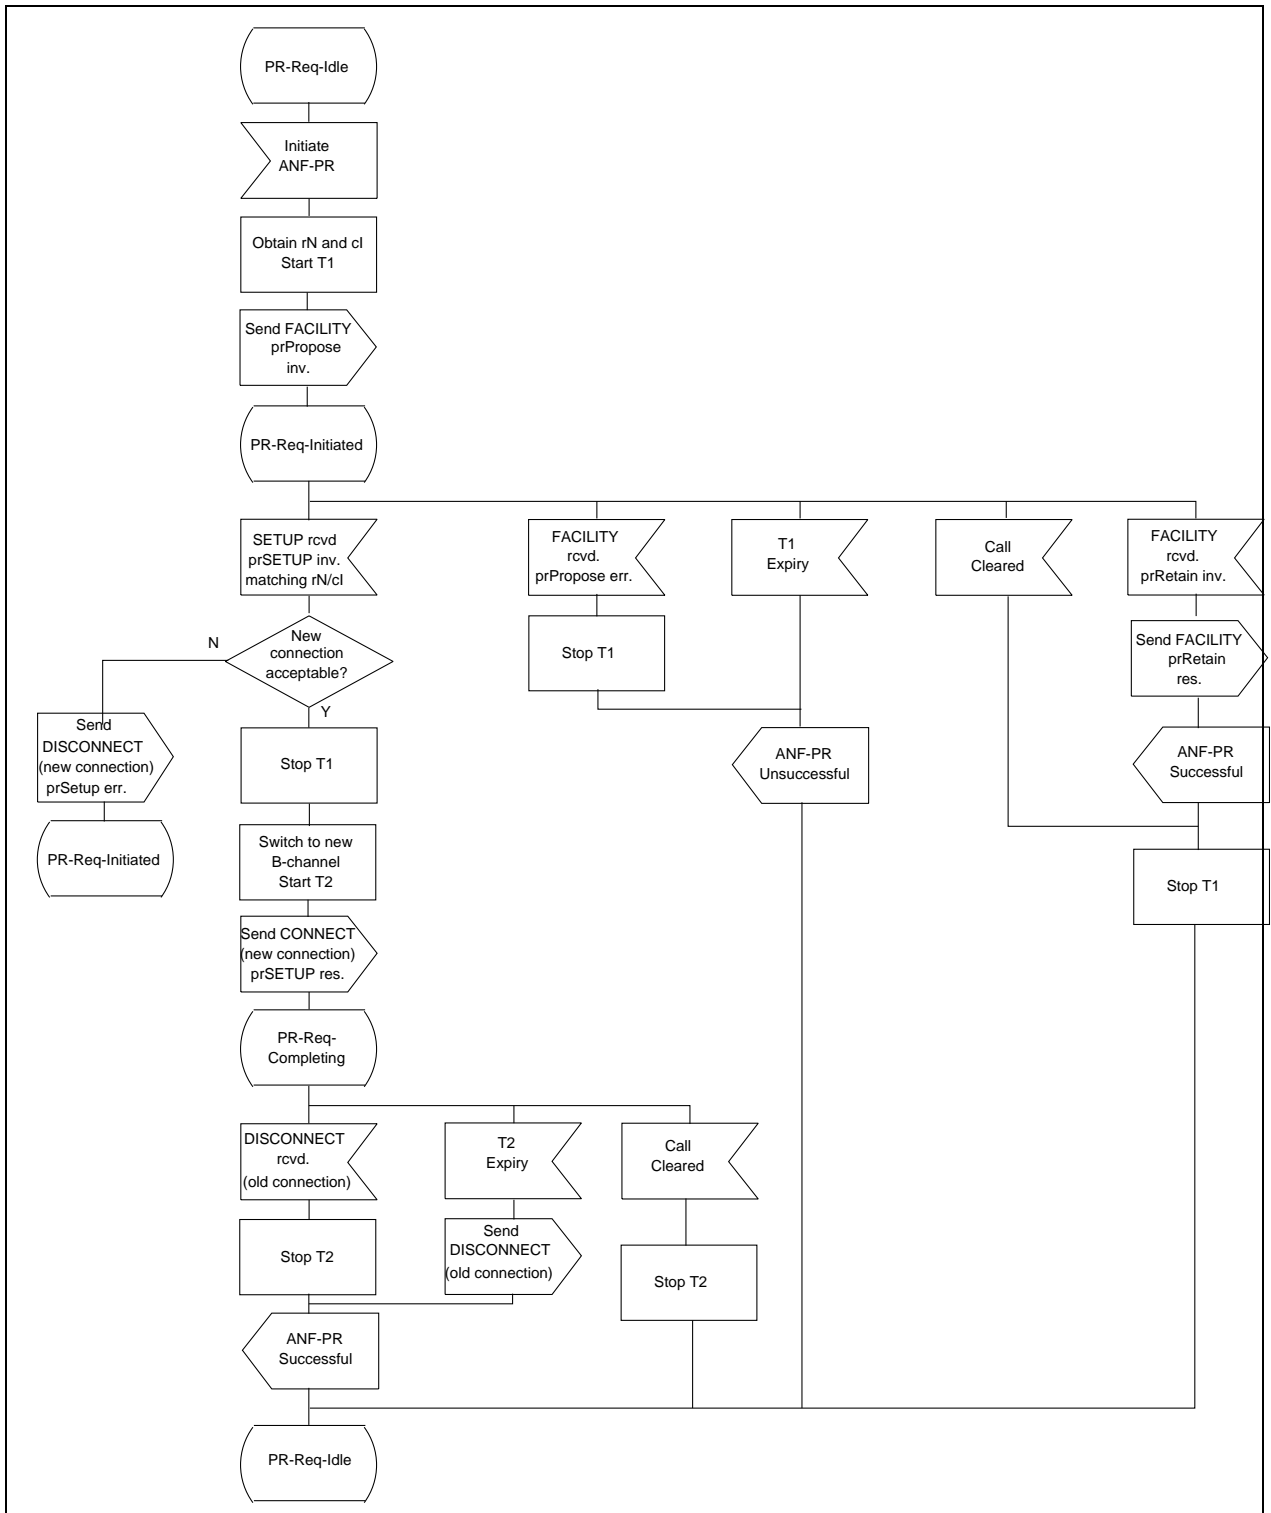 PR-Req-Idle
Initiate
ANF-PR
Obtain rN and cI
Start T1
Send FACILITY
prPropose
inv.
PR-Req-Initiated
SETUP rcvd
prSETUP inv.
matching rN/cI
FACILITY
rcvd.
prPropose err.
T1
Expiry
Call
Cleared
FACILITY
rcvd.
prRetain inv.
New
connection
acceptable?
N
Y
Stop T1
Send FACILITY
prRetain
res.
Send
DISCONNECT
(new connection)
prSetup err.
Stop T1
ANF-PR
Unsuccessful
ANF-PR
Successful
PR-Req-Initiated
Switch to new
B-channel
Start T2
Stop T1
Send CONNECT
(new connection)
prSETUP res.
PR-Req-
Completing
DISCONNECT
rcvd.
(old connection)
T2
Expiry
Call
Cleared
Stop T2
Send
DISCONNECT
(old connection)
Stop T2
ANF-PR
Successful
PR-Req-Idle